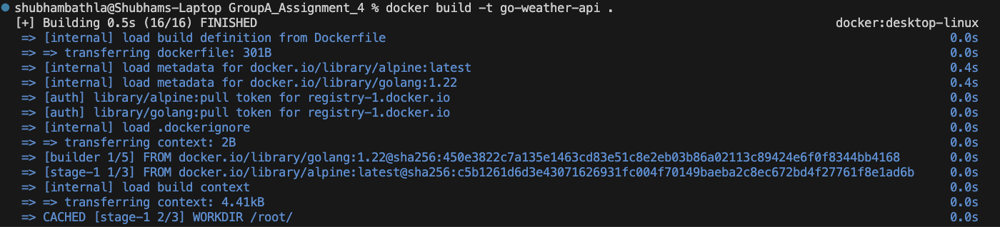 shubhambathla@Shubhams-Laptop GroupA_Assignment_4 % docker build -t go-weather-api .
[+] Building 0.5s (16/16) FINISHED docker:desktop-linux
=> [internal] load build definition from Dockerfile 0.0s
=> => transferring dockerfile: 301B 0.0s
=> [internal] load metadata for docker.io/library/alpine:latest 0.4s
=> [internal] load metadata for docker.io/library/golang:1.22 0.4s
=> [auth] library/alpine:pull token for registry-1.docker.io 0.0s
=> [auth] library/golang:pull token for registry-1.docker.io 0.0s
=> [internal] load .dockerignore 0.0s
=> => transferring context: 2B 0.0s
=> [builder 1/5] FROM docker.io/library/golang:1.22@sha256:450e3822c7a135e1463cd83e51c8e2eb03b86a02113c89424e6f0f8344bb4168 0.0s
=> [stage-1 1/3] FROM docker.io/library/alpine:latest@sha256:c5b1261d6d3e43071626931fc004f70149baeba2c8ec672bd4f27761f8e1ad6b 0.0s
=> [internal] load build context 0.0s
=> => transferring context: 4.41kB 0.0s
=> CACHED [stage-1 2/3] WORKDIR /root/ 0.0s